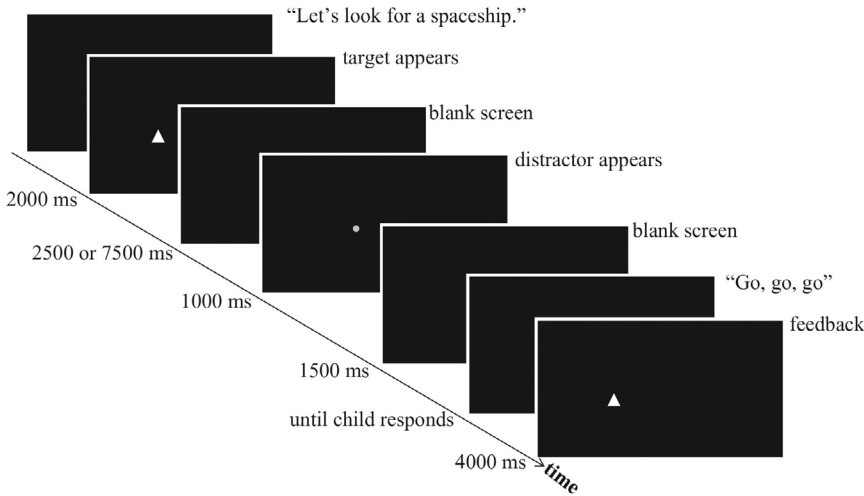 “Let’s look for a spaceship.”
target appears
blank screen
distractor appears
2000 ms
blank screen
2500 or 7500 ms
“Go, go, go”
1000 ms
feedback
1500 ms
until child responds
4000 ms
time